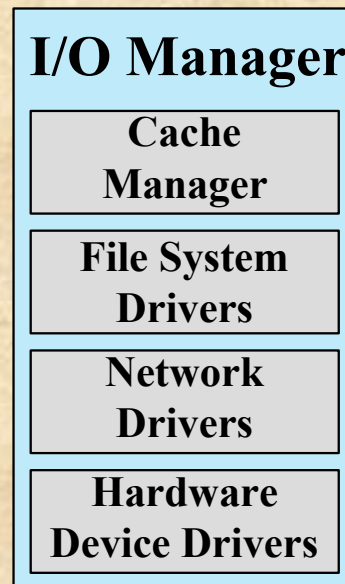 I/O Manager
Cache
Manager
File System
Drivers
Network
Drivers
Hardware
Device Drivers